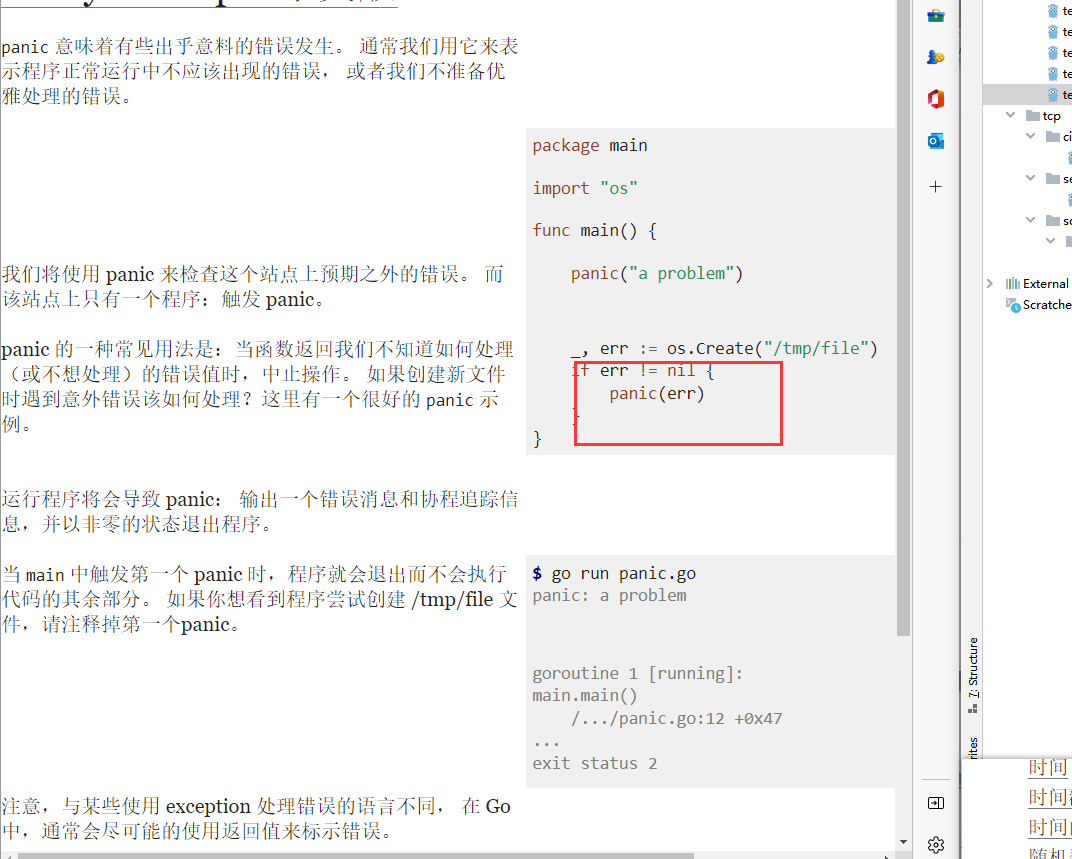 panic 意味着有些出乎意料的错误发生。 通常我们用它来表
示程序正常运行中不应该出现的错误， 或者我们不准备优
雅处理的错误。
package main
import "os"
func main() {
我们将使用 panic 来检查这个站点上预期之外的错误。 而
该站点上只有一个程序：触发 panic。
panic("a problem")
panic 的一种常见用法是：当函数返回我们不知道如何处理
（或不想处理）的错误值时，中止操作。 如果创建新文件
时遇到意外错误该如何处理？这里有一个很好的 panic 示
例。
_, err := os.Create("/tmp/file")
if err != nil {
panic(err)
}
}
运行程序将会导致 panic： 输出一个错误消息和协程追踪信
息，并以非零的状态退出程序。
当 main 中触发第一个 panic 时，程序就会退出而不会执行
代码的其余部分。 如果你想看到程序尝试创建 /tmp/file 文
件，请注释掉第一个panic。
$ go run panic.go
panic: a problem
goroutine 1 [running]:
main.main()
/.../panic.go:12 +0x47
...
exit status 2
注意，与某些使用 exception 处理错误的语言不同， 在 Go
中，通常会尽可能的使用返回值来标示错误。
te
te
te
te
te
tcp
ci
se
External
Scratche
7: Structure
rites
时间
时间
时间
随机